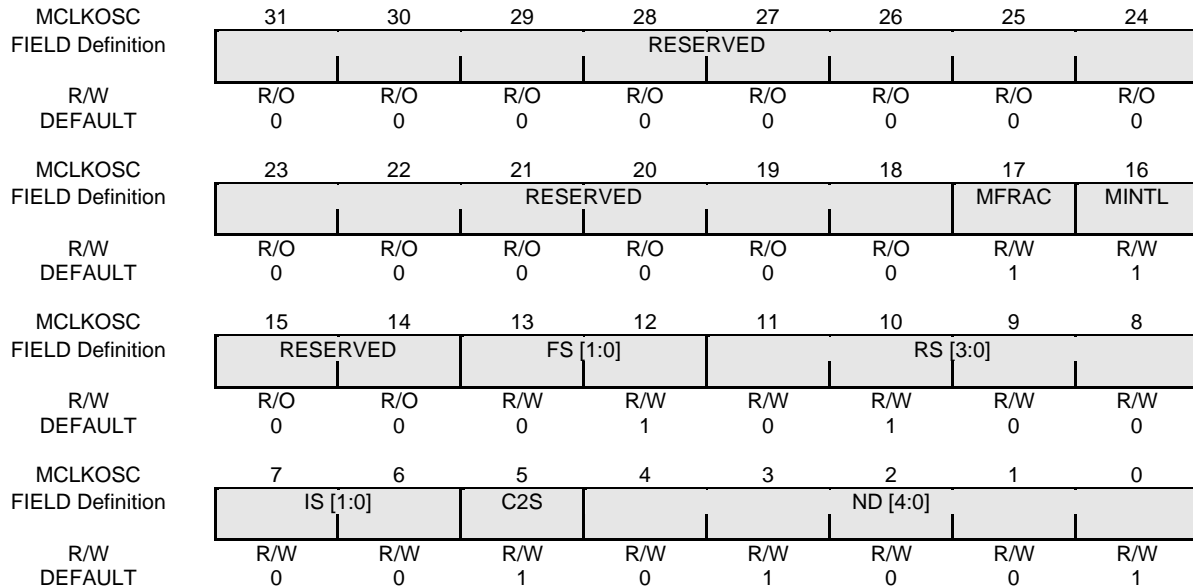 MCLKOSC 31 30 29 28 27 26 25 24
FIELD Definition RESERVED
R/W R/O R/O R/O R/O R/O R/O R/O R/O
DEFAULT 0 0 0 0 0 0 0 0
MCLKOSC 23 22 21 20 19 18 17 16
FIELD Definition RESERVED MFRAC MINTL
R/W R/O R/O R/O R/O R/O R/O R/W R/W
DEFAULT 0 0 0 0 0 0 1 1
MCLKOSC 15 14 13 12 11 10 9 8
FIELD Definition RESERVED FS [1:0] RS [3:0]
R/W R/O R/O R/W R/W R/W R/W R/W R/W
DEFAULT 0 0 0 1 0 1 0 0
MCLKOSC 7 6 5 4 3 2 1 0
FIELD Definition IS [1:0] C2S ND [4:0]
R/W R/W R/W R/W R/W R/W R/W R/W R/W
DEFAULT 0 0 1 0 1 0 0 1